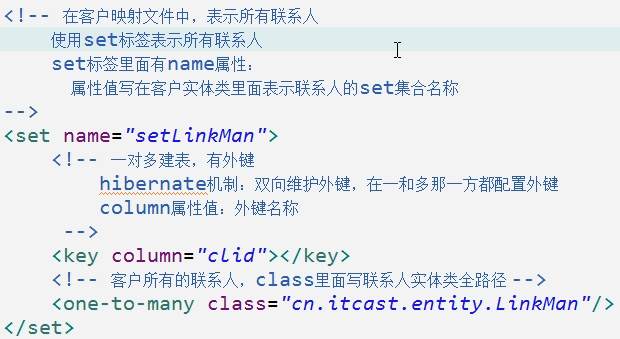 <!-- 在客户映射文件中，表示所有联系人
使用set标签表示所有联系人
set标签里面有name属性：
属性值写在客户实体类里面表示联系人的set集合名称
-->
<set name="setLinkMan">
<!-- 一对多建表，有外键
hibernate机制：双向维护外键，在一和多那一方都配置外键
column属性值：外键名称
-->
<key column="clid"></key>
<!-- 客户所有的联系人，class里面写联系人实体类全路径 -->
<one-to-many class="cn.itcast.entity.LinkMan"/>
</set>